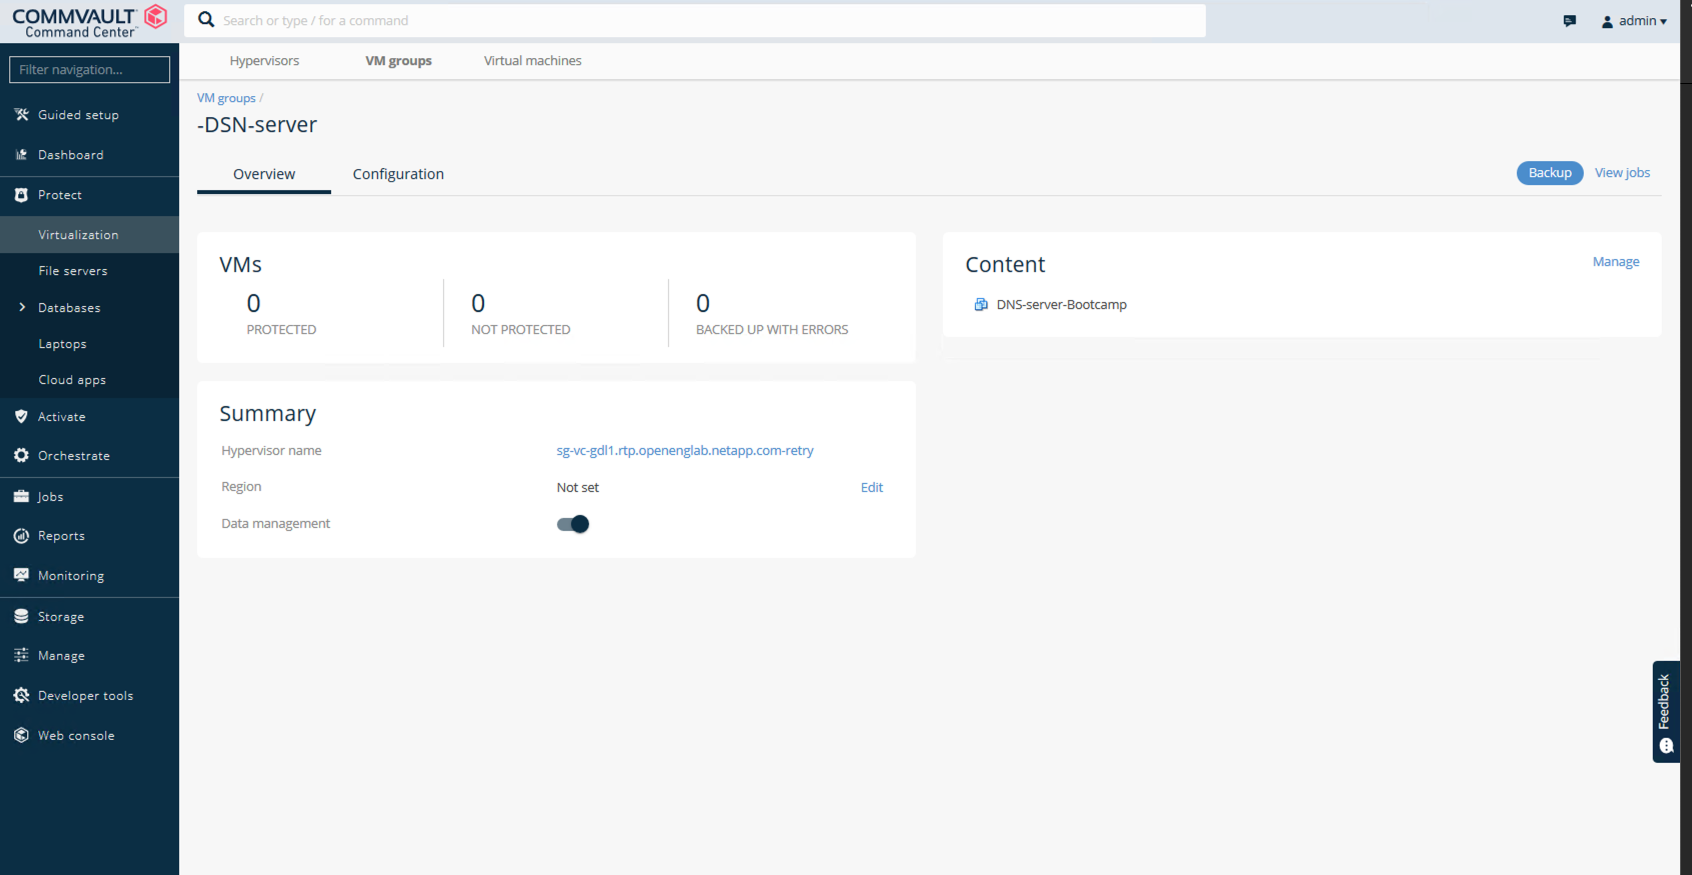 COMMVAULT
Command Center™
Search or type / for a command
admin
Filter navigation...
Guided setup
Dashboard
Protect
Virtualization
File servers
Databases
Laptops
Cloud apps
Activate
Orchestrate
Jobs
Reports
Monitoring
Storage
Manage
Developer tools
Web console
Hypervisors VM groups Virtual machines
VM groups /
-DSN-server
Overview Configuration
Backup View jobs
VMs
0 0 0
PROTECTED NOT PROTECTED BACKED UP WITH ERRORS
Content Manage
DNS-server-Bootcamp
Summary
Hypervisor name sg-vc-gdl1.rtp.openenglab.netapp.com-retry
Region Not set Edit
Data management
Feedback